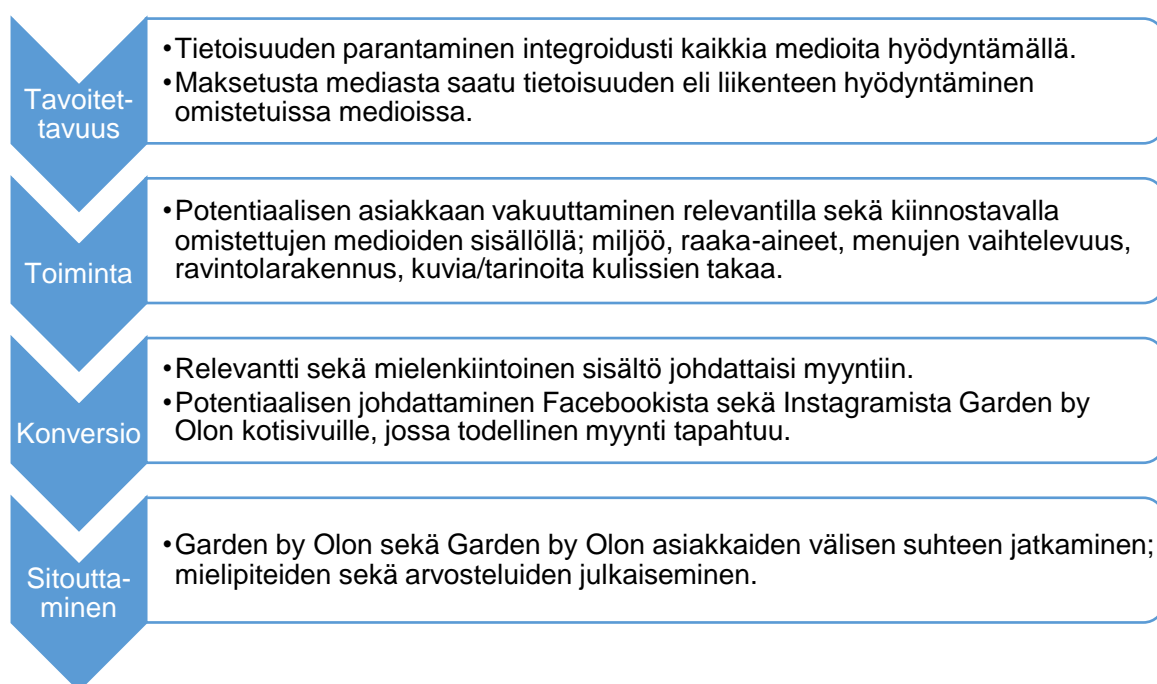 Tavoitet-
tavuus
•Tietoisuuden parantaminen integroidusti kaikkia medioita hyödyntämällä.
•Maksetusta mediasta saatu tietoisuuden eli liikenteen hyödyntäminen
omistetuissa medioissa.
Toiminta
•Potentiaalisen asiakkaan vakuuttaminen relevantilla sekä kiinnostavalla
omistettujen medioiden sisällöllä; miljöö, raaka-aineet, menujen vaihtelevuus,
ravintolarakennus, kuvia/tarinoita kulissien takaa.
Konversio
•Relevantti sekä mielenkiintoinen sisältö johdattaisi myyntiin.
•Potentiaalisen johdattaminen Facebookista sekä Instagramista Garden by
Olon kotisivuille, jossa todellinen myynti tapahtuu.
Sitoutta-
minen
•Garden by Olon sekä Garden by Olon asiakkaiden välisen suhteen jatkaminen;
mielipiteiden sekä arvosteluiden julkaiseminen.